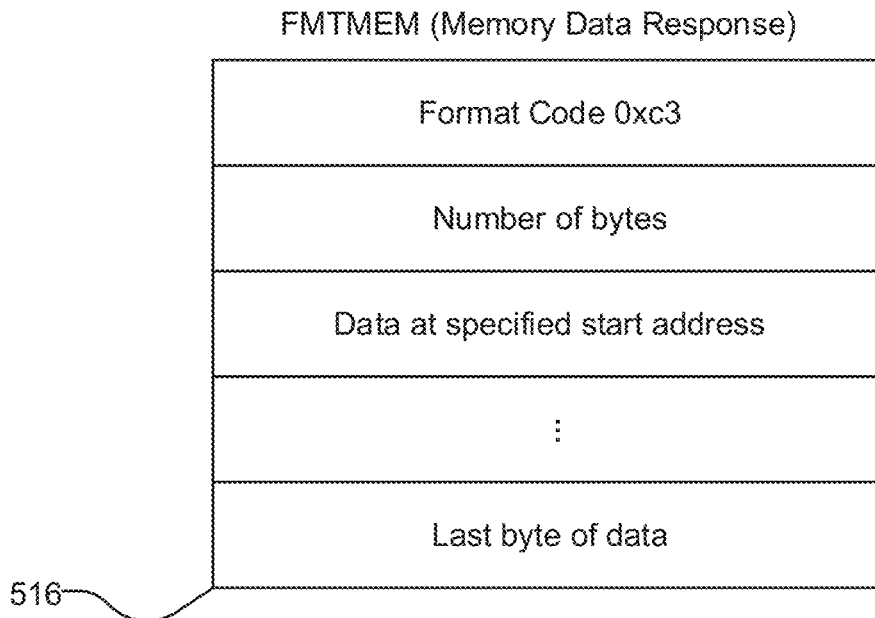 FMTMEM (Memory Data Response)
Format Code 0xc3
Number of bytes
Data at specified start address
⋮
Last byte of data
516